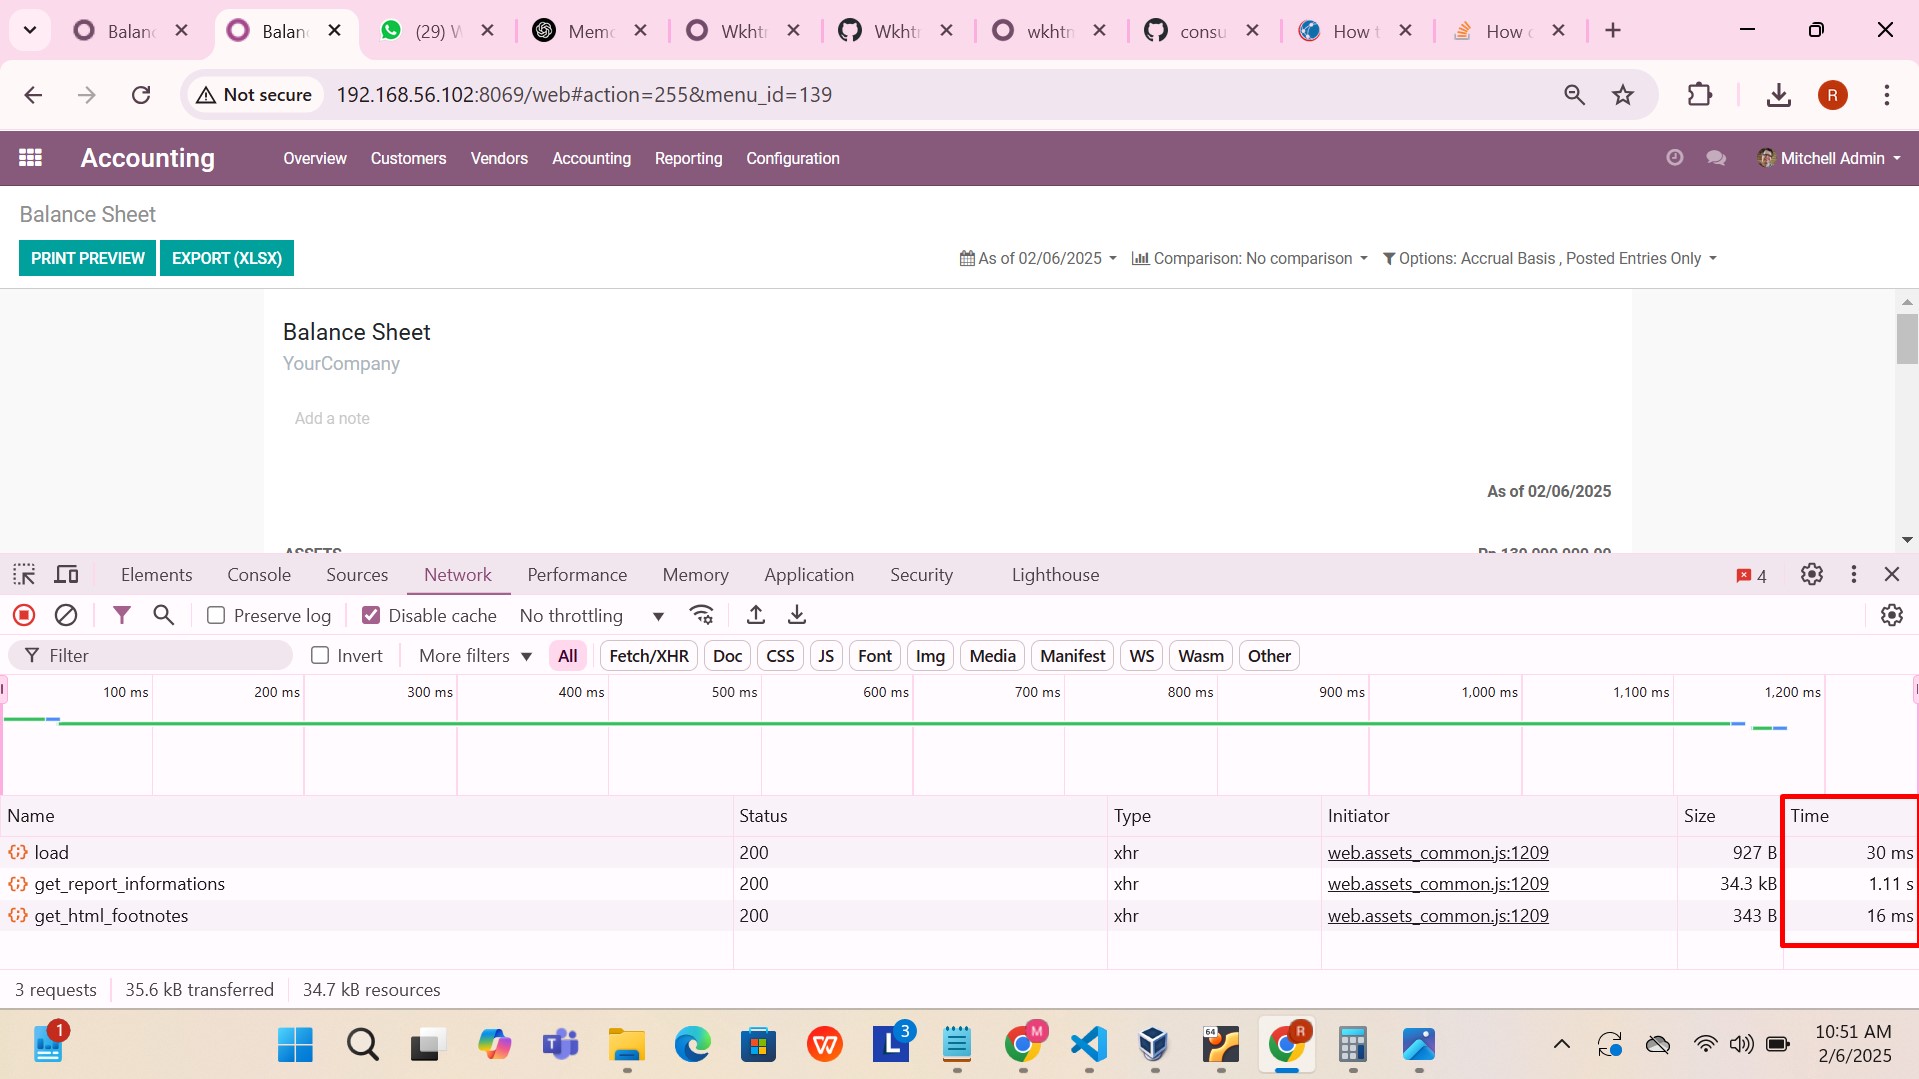 Balanc
Balan
(29) W
Memo
Wkht
Wkht
wkhtm
consu
How t
How c
Not secure
192.168.56.102:8069/web#action=255&menu_id=139
R
Accounting
Overview Customers Vendors Accounting Reporting Configuration
Mitchell Admin
Balance Sheet
PRINT PREVIEW EXPORT (XLSX)
As of 02/06/2025 Comparison: No comparison Options: Accrual Basis , Posted Entries Only
Balance Sheet
YourCompany
Add a note
As of 02/06/2025
ASSETS Rp 130,000,000.00
Elements Console Sources Network Performance Memory Application Security Lighthouse 4
Preserve log Disable cache No throttling
Filter Invert More filters All Fetch/XHR Doc CSS JS Font Img Media Manifest WS Wasm Other
100 ms 200 ms 300 ms 400 ms 500 ms 600 ms 700 ms 800 ms 900 ms 1,000 ms 1,100 ms 1,200 ms
Name Status Type Initiator Size Time
load 200 xhr web.assets_common.js:1209 927 B 30 ms
get_report_informations 200 xhr web.assets_common.js:1209 34.3 kB 1.11 s
get_html_footnotes 200 xhr web.assets_common.js:1209 343 B 16 ms
3 requests 35.6 kB transferred 34.7 kB resources
1
T
W
L 3
M
64
R
10:51 AM
2/6/2025